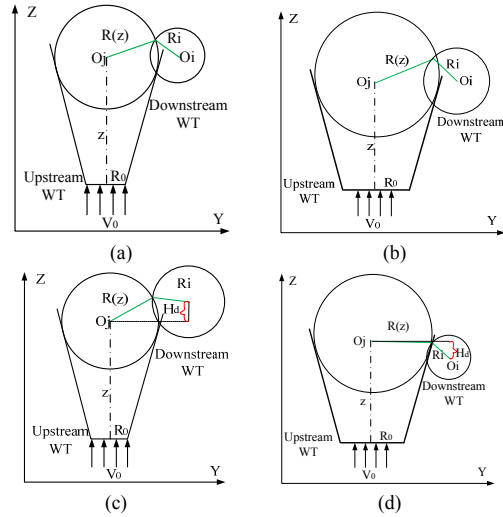 Z
R(z)
Ri
Oj
Oi
Downstream
WT
z
Upstream
WT
R0
V0
Y
(a)
Z
R(z)
Ri
Oj
Oi
Downstream
WT
z
Upstream
WT
R0
V0
Y
(b)
Z
Ri
R(z)
Hd
Oj
Downstream
WT
z
Upstream
WT
R0
V0
Y
(c)
Z
R(z)
Oj
Ri
Hd
Oi
Downstream
WT
z
Upstream
WT
R0
V0
Y
(d)